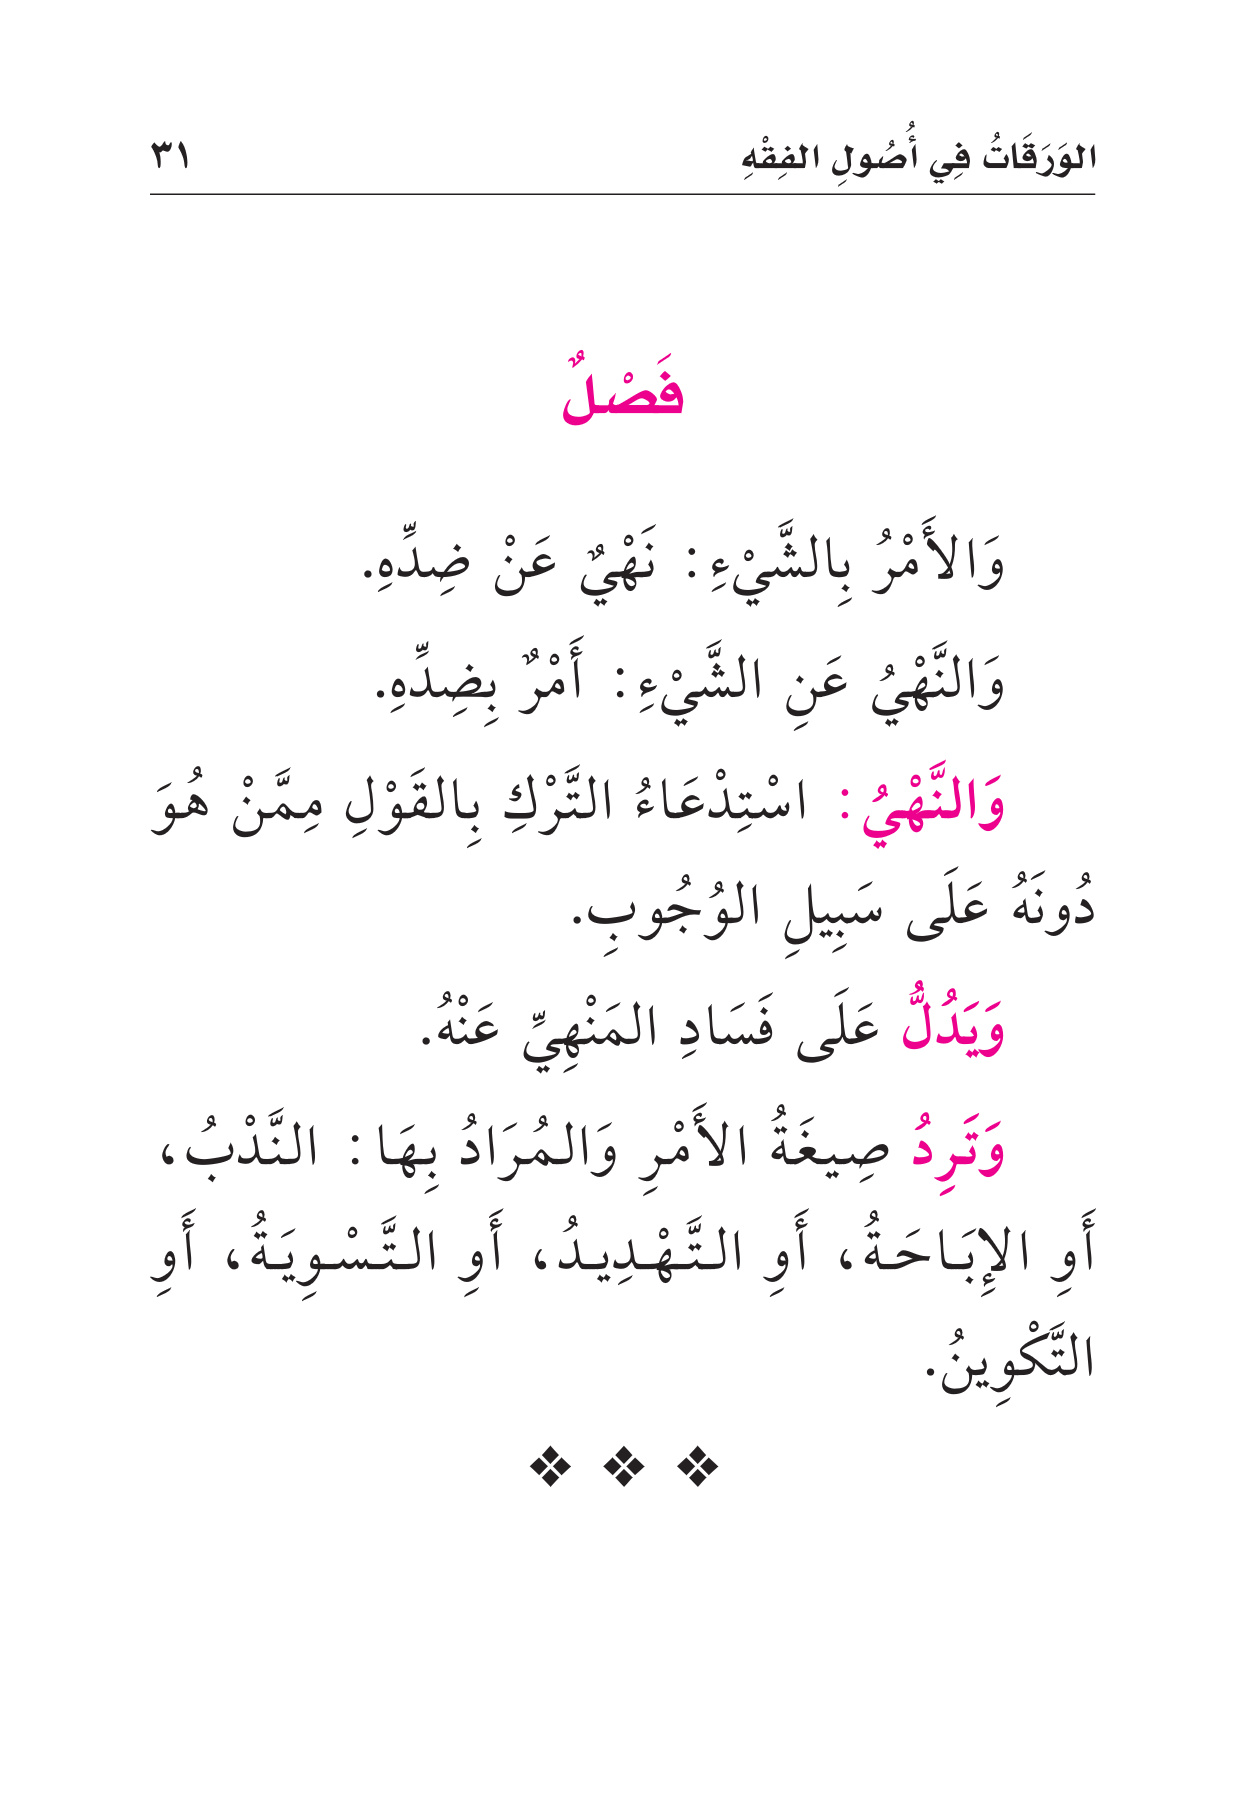 الوَرَقَاتُ فِي أُصُولِ الفِقْهِ ٣١
فَصْلٌ
وَالأَمْرُ بِالشَّيْءِ: نَهْيٌ عَنْ ضِدِّهِ.
وَالنَّهْيُ عَنِ الشَّيْءِ: أَمْرٌ بِضِدِّهِ.
وَالنَّهْيُ: اسْتِدْعَاءُ التَّرْكِ بِالقَوْلِ مِمَّنْ هُوَ
دُونَهُ عَلَى سَبِيلِ الوُجُوبِ.
وَيَدُلُّ عَلَى فَسَادِ المَنْهِيِّ عَنْهُ.
وَتَرِدُ صِيغَةُ الأَمْرِ وَالمُرَادُ بِهَا: النَّدْبُ،
أَوِ الإِبَاحَةُ، أَوِ التَّهْدِيدُ، أَوِ التَّسْوِيَةُ، أَوِ
التَّكْوِينُ.